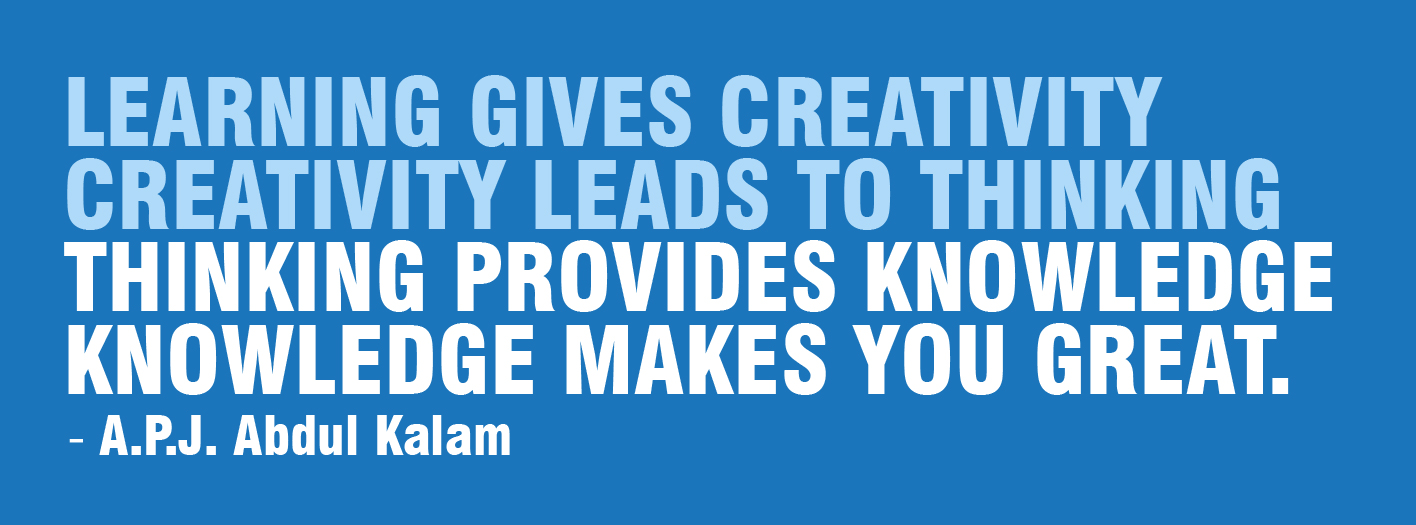 LEARNING GIVES CREATIVITY
CREATIVITY LEADS TO THINKING
THINKING PROVIDES KNOWLEDGE
KNOWLEDGE MAKES YOU GREAT.
- A.P.J. Abdul Kalam